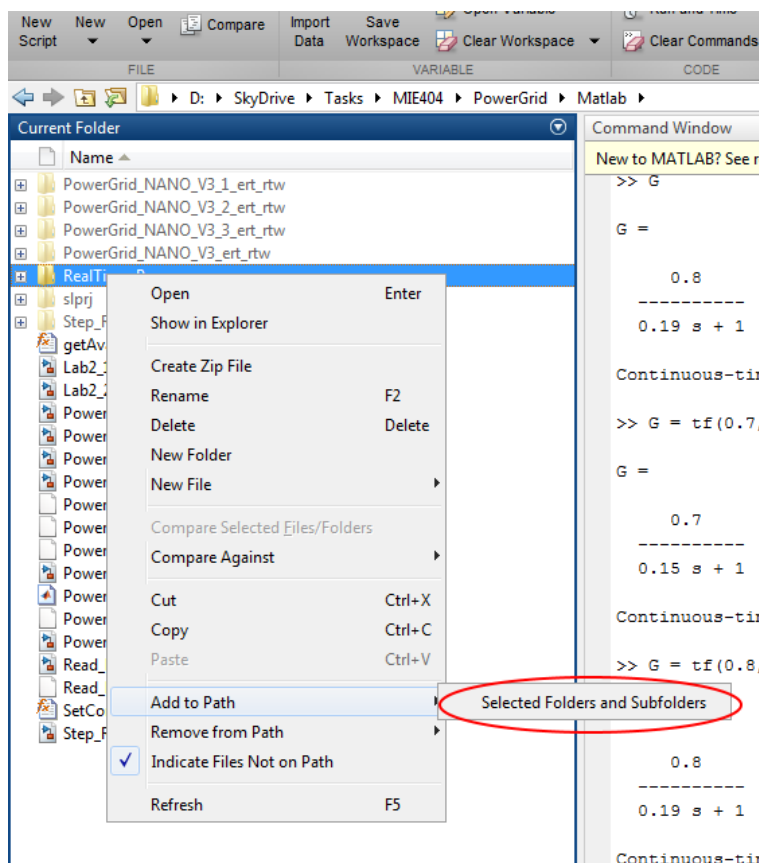 New New Open Compare Import Save
Script Data Workspace Clear Workspace Clear Commands
FILE VARIABLE CODE
D: SkyDrive Tasks MIE404 PowerGrid Matlab
Current Folder
Name
PowerGrid_NANO_V3_1_ert_rtw
PowerGrid_NANO_V3_2_ert_rtw
PowerGrid_NANO_V3_3_ert_rtw
PowerGrid_NANO_V3_ert_rtw
RealTi
slprj
Step_F
getAv
Lab2_
Lab2_
Power
Power
Power
Power
Power
Power
Power
Power
Power
Power
Power
Read_
Read_
SetCo
Step_F
Open Enter
Show in Explorer
Create Zip File
Rename F2
Delete Delete
New Folder
New File
Compare Selected Files/Folders
Compare Against
Cut Ctrl+X
Copy Ctrl+C
Paste Ctrl+V
Add to Path
Selected Folders and Subfolders
Remove from Path
Indicate Files Not on Path
Refresh F5
Command Window
New to MATLAB? See
>> G
G =
0.8
----------
0.19 s + 1
Continuous-ti
>> G = tf(0.7,
G =
0.7
----------
0.15 s + 1
Continuous-ti
>> G = tf(0.8,
0.8
----------
0.19 s + 1
Continuous-ti